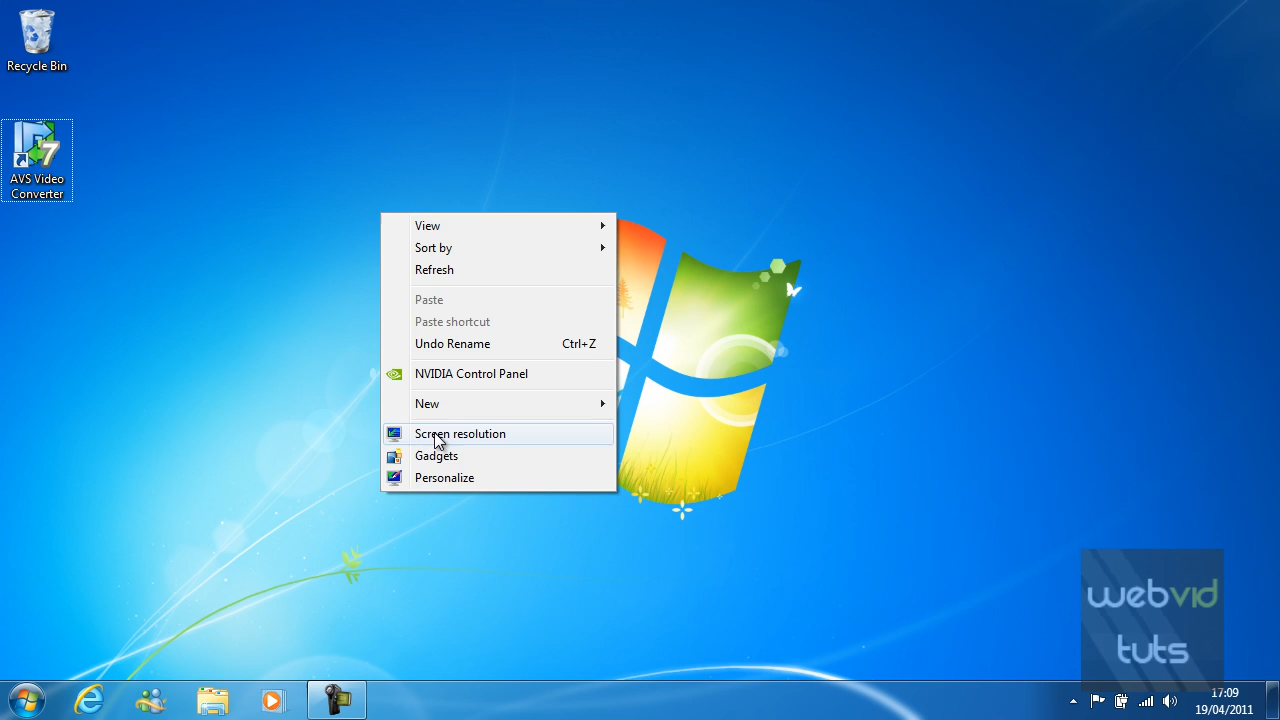 Recycle Bin
7
AVS Video
Converter
View
Sort by
Refresh
Paste
Paste shortcut
Undo Rename Ctrl+Z
NVIDIA Control Panel
New
Screen resolution
Gadgets
Personalize
webvid
tuts
17:09
19/04/2011